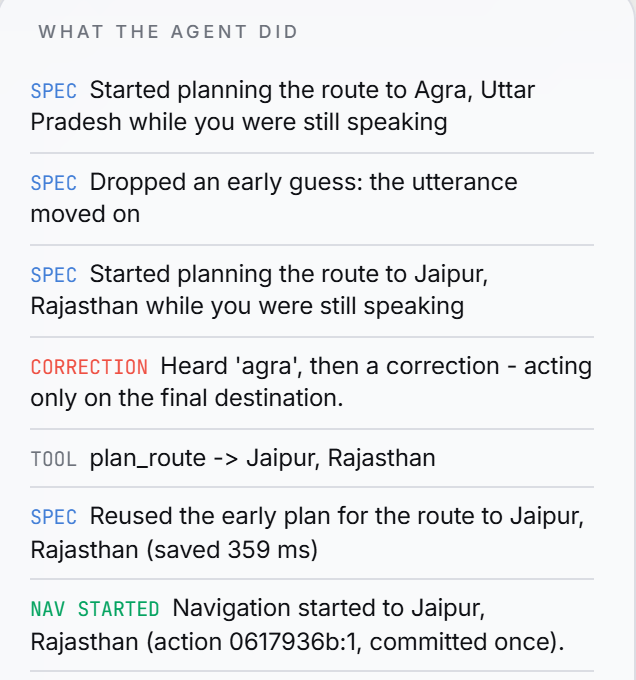 WHAT THE AGENT DID
SPEC Started planning the route to Agra, Uttar
Pradesh while you were still speaking
SPEC Dropped an early guess: the utterance
moved on
SPEC Started planning the route to Jaipur,
Rajasthan while you were still speaking
CORRECTION Heard 'agra', then a correction - acting
only on the final destination.
TOOL plan_route -> Jaipur, Rajasthan
SPEC Reused the early plan for the route to Jaipur,
Rajasthan (saved 359 ms)
NAV STARTED Navigation started to Jaipur,
Rajasthan (action 0617936b:1, committed once).